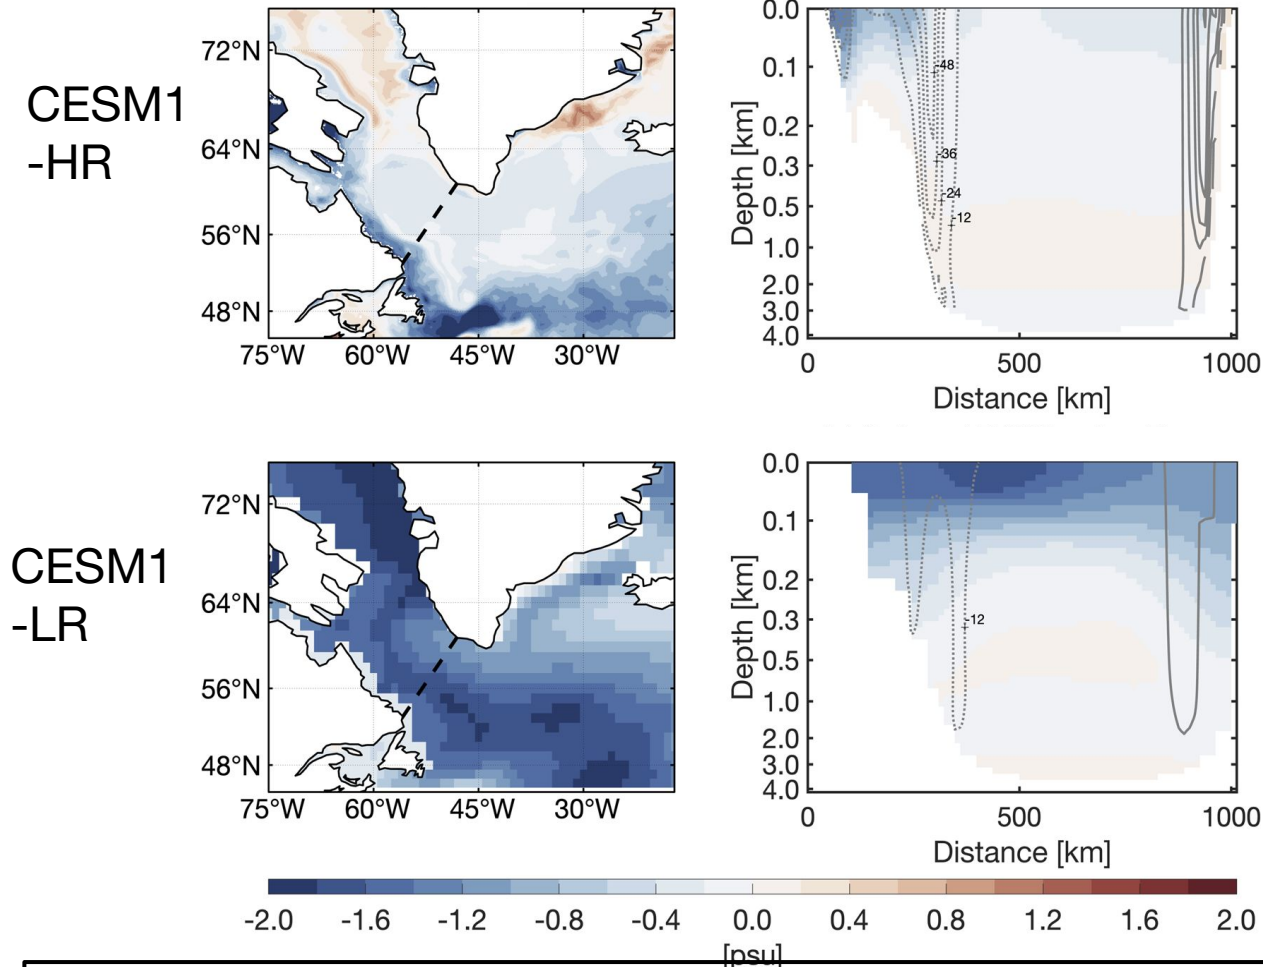 CESM1
-HR
72°N
64°N
56°N
48°N
75°W 60°W 45°W 30°W
Depth [km]
0.0
0.1
0.2
0.3
0.5
1.0
2.0
3.0
4.0
-48
-36
-24
-12
0 500 1000
Distance [km]
CESM1
-LR
72°N
64°N
56°N
48°N
75°W 60°W 45°W 30°W
Depth [km]
0.0
0.1
0.2
0.3
0.5
1.0
2.0
3.0
4.0
-12
0 500 1000
Distance [km]
-2.0 -1.6 -1.2 -0.8 -0.4 0.0 0.4 0.8 1.2 1.6 2.0
[psu]